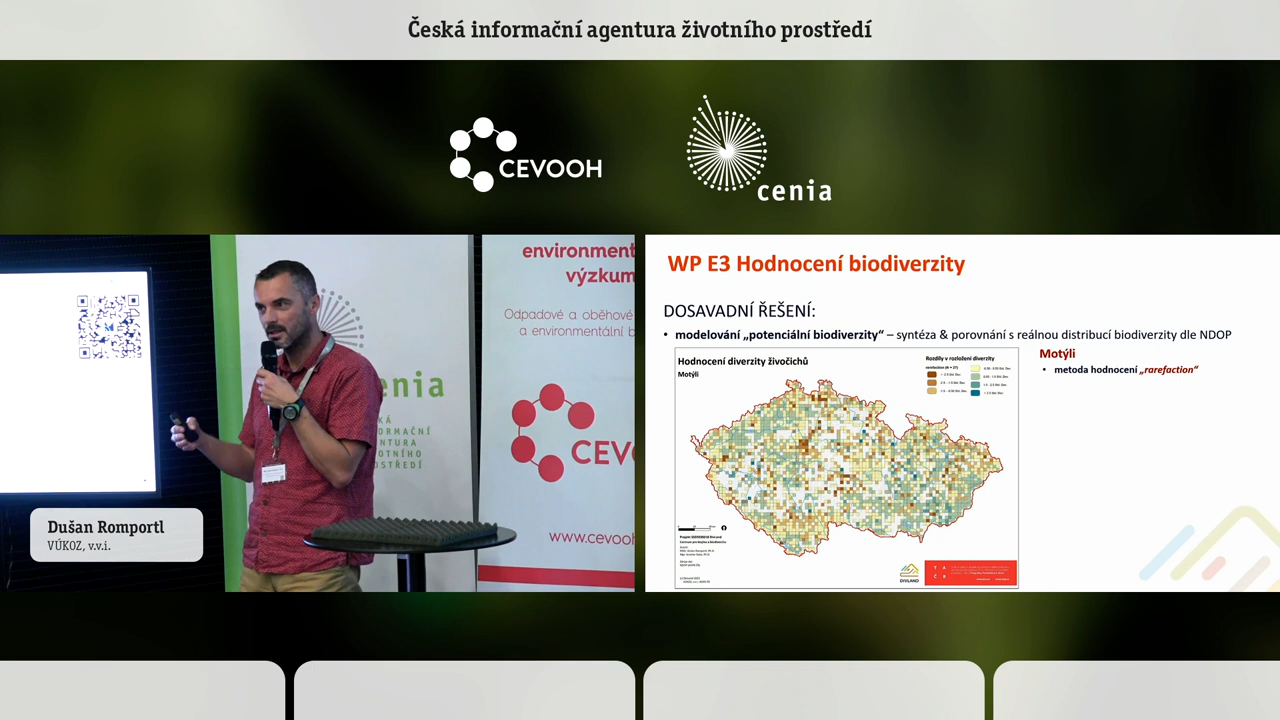 Česká informační agentura životního prostředí
CEVOOH
cenia
environment
výzkum
Odpadové a oběhové
a environmentální b
CEV
www.cevooh
enia
Dušan Romportl
VÚKOZ, v.v.i.
WP E3 Hodnocení biodiverzity
DOSAVADNÍ ŘEŠENÍ:
• modelování „potenciální biodiverzity“ – syntéza & porovnání s reálnou distribucí biodiverzity dle NDOP
Hodnocení diverzity živočichů
Motýli
Rozdíly v rozložení diverzity
Motýli
• metoda hodnocení „rarefaction“
DIVLAND
T A
Č R